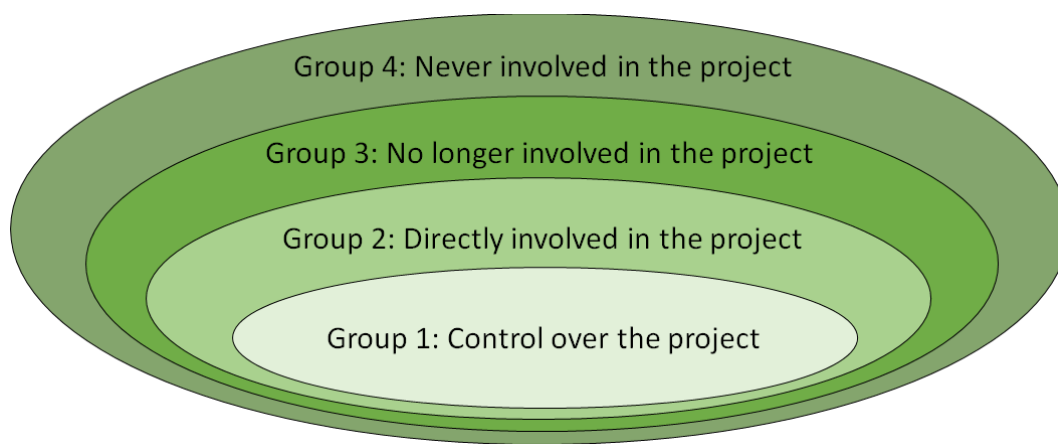 Group 4: Never involved in the project
Group 3: No longer involved in the project
Group 2: Directly involved in the project
Group 1: Control over the project